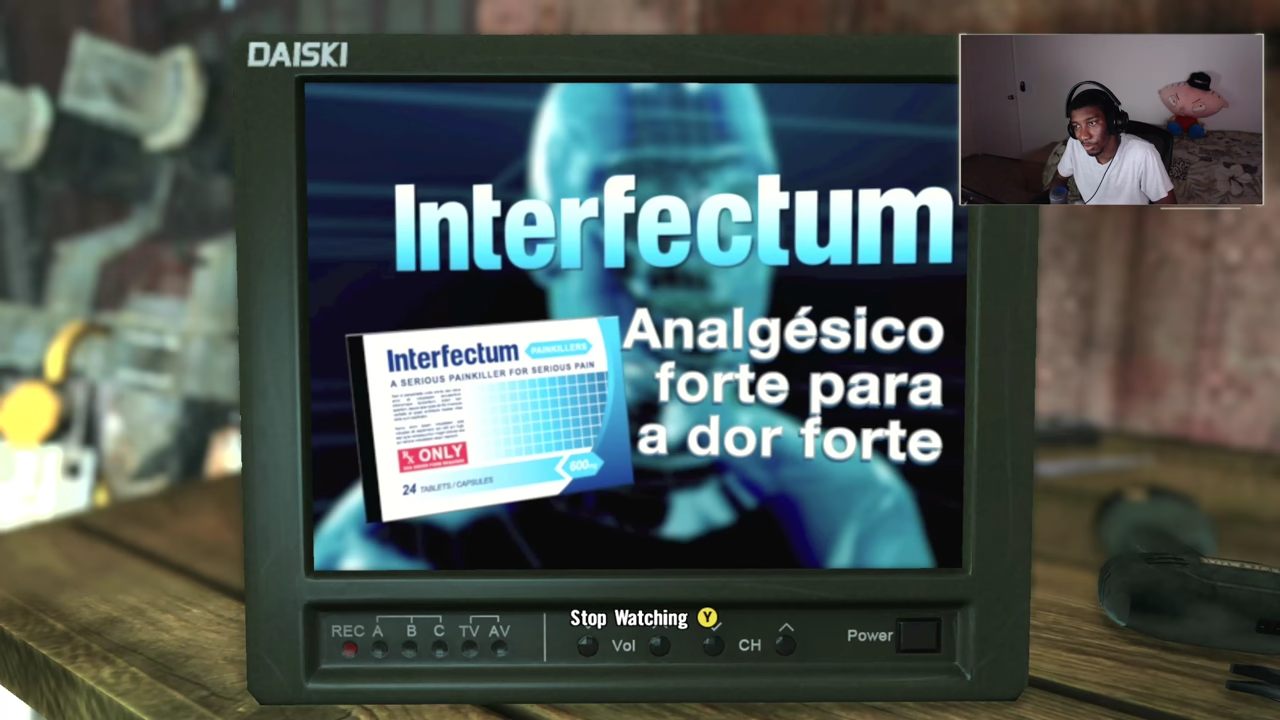 DAISKI
Interfectum
Analgésico
forte para
a dor forte
Interfectum PAINKILLERS
A SERIOUS PAINKILLER FOR SERIOUS PAIN
Rx ONLY
600mg
24 TABLETS/CAPSULES
Stop Watching Y
REC A B C TV AV
Vol CH Power